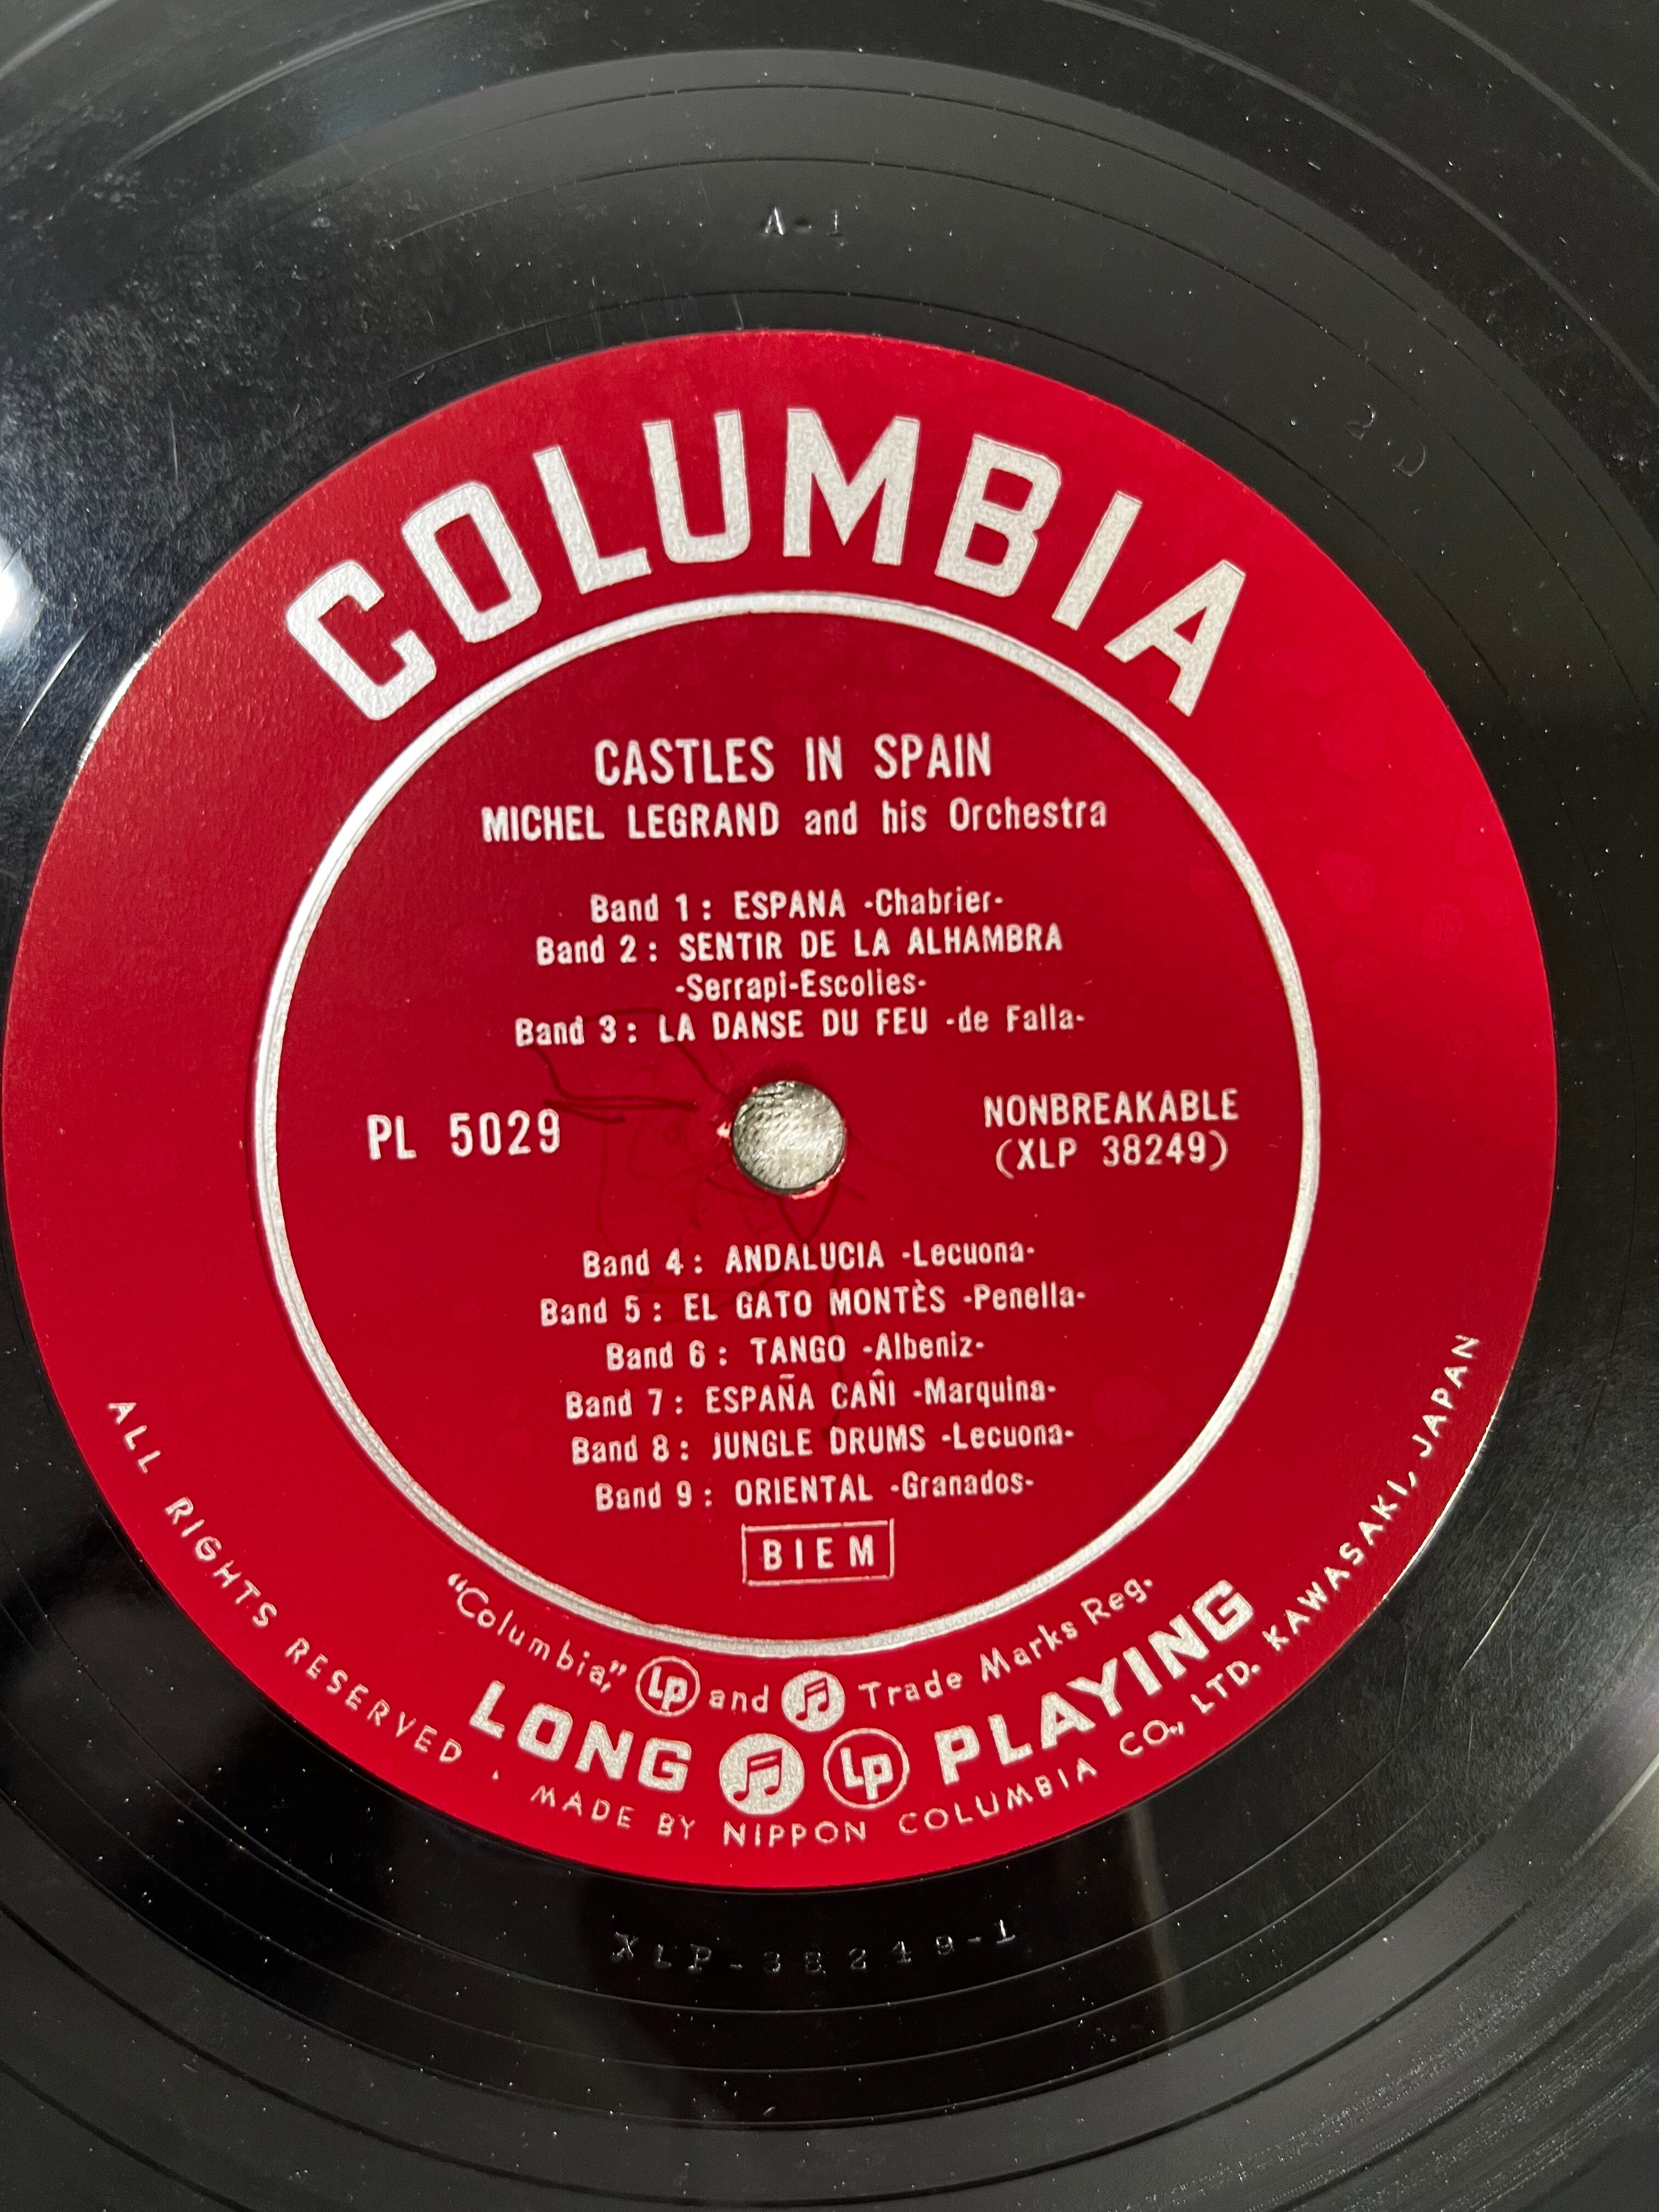 A-1
2D
COLUMBIA
CASTLES IN SPAIN
MICHEL LEGRAND and his Orchestra
Band 1 : ESPANA -Chabrier-
Band 2 : SENTIR DE LA ALHAMBRA
-Serrapi-Escolies-
Band 3 : LA DANSE DU FEU -de Falla-
PL 5029
NONBREAKABLE
(XLP 38249)
Band 4 : ANDALUCIA -Lecuona-
Band 5 : EL GATO MONTÈS -Penella-
Band 6 : TANGO -Albeniz-
Band 7 : ESPAÑA CAÑI -Marquina-
Band 8 : JUNGLE DRUMS -Lecuona-
Band 9 : ORIENTAL -Granados-
BIEM
"Columbia," Lp and Trade Marks Reg.
LONG Lp PLAYING
ALL RIGHTS RESERVED . MADE BY NIPPON COLUMBIA CO., LTD. KAWASAKI, JAPAN
XLP-38249-1